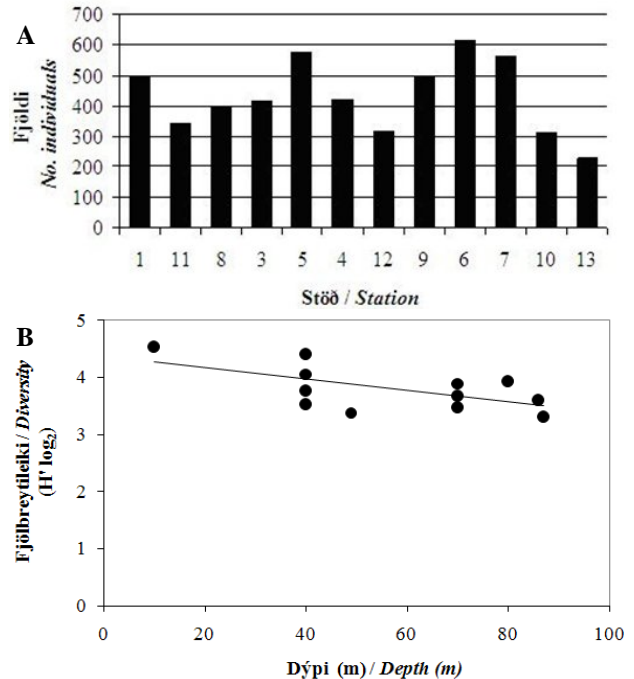 A
Fjöldi
No. individuals
700
600
500
400
300
200
100
0
1 11 8 3 5 4 12 9 6 7 10 13
Stöð / Station
B
Fjölbreytileiki / Diversity
(H' log2)
5
4
3
2
1
0
0 20 40 60 80 100
Dýpi (m) / Depth (m)